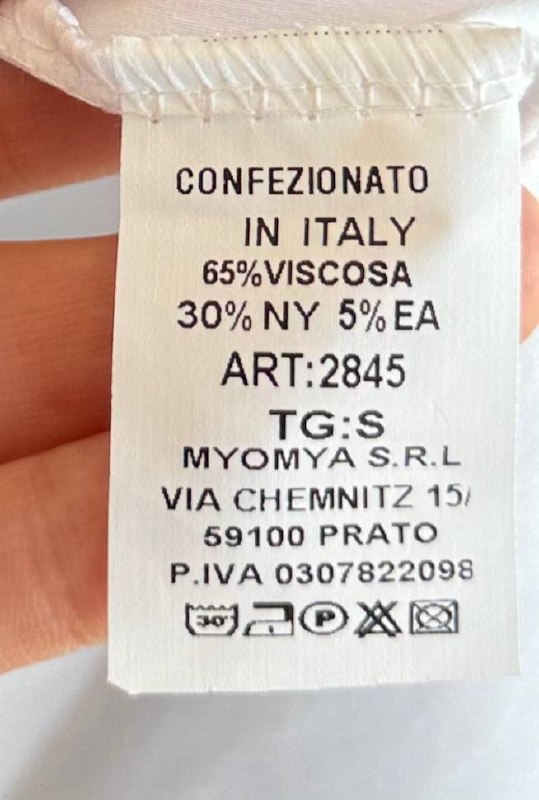 CONFEZIONATO
IN ITALY
65%VISCOSA
30% NY 5% EA
ART:2845
TG:S
MYOMYA S.R.L
VIA CHEMNITZ 15/
59100 PRATO
P.IVA 0307822098
30°
P